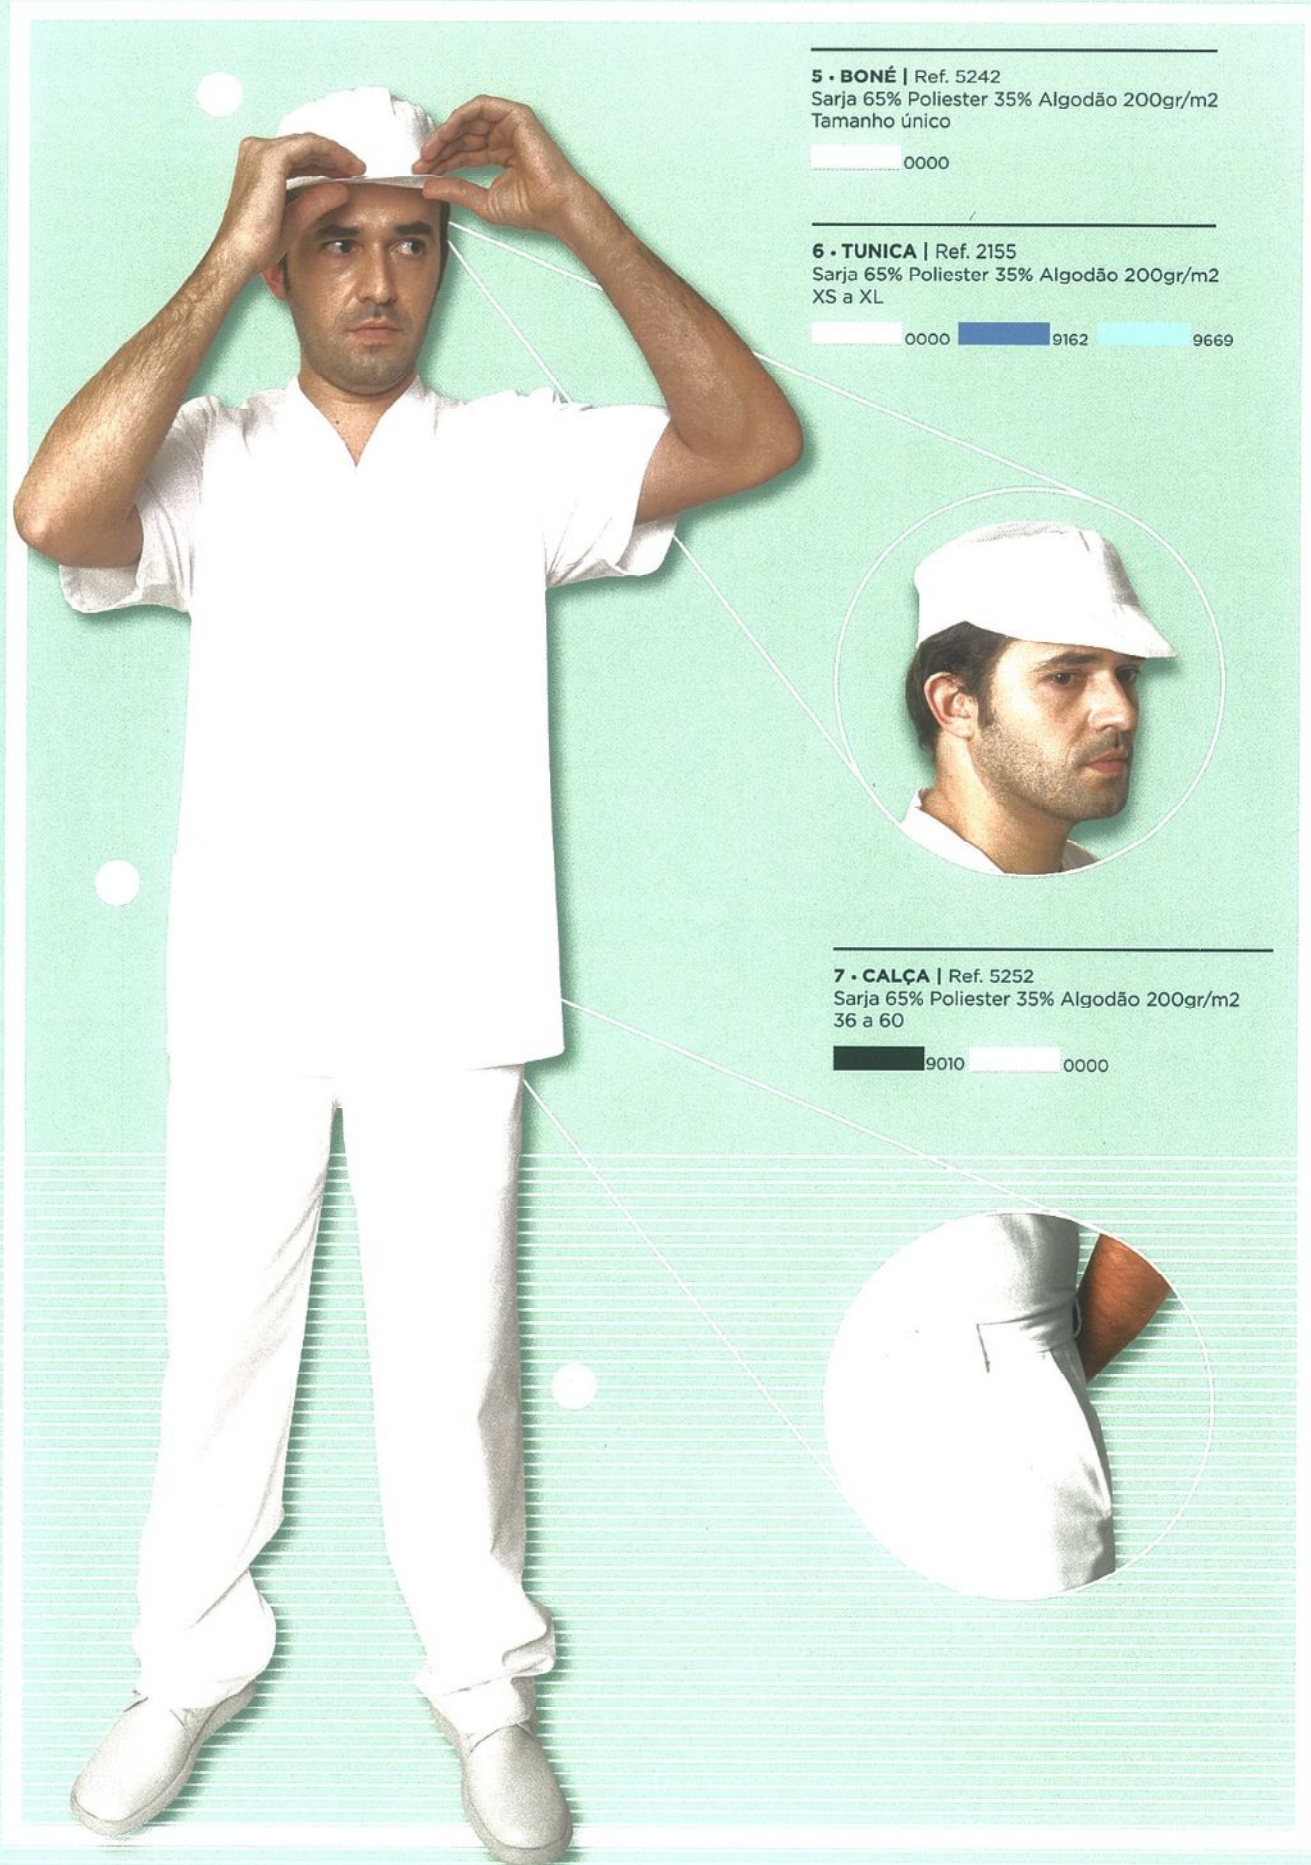 5 · BONÉ | Ref. 5242
Sarja 65% Poliester 35% Algodão 200gr/m2
Tamanho único
0000
6 · TUNICA | Ref. 2155
Sarja 65% Poliester 35% Algodão 200gr/m2
XS a XL
0000 9162 9669
7 · CALÇA | Ref. 5252
Sarja 65% Poliester 35% Algodão 200gr/m2
36 a 60
9010 0000